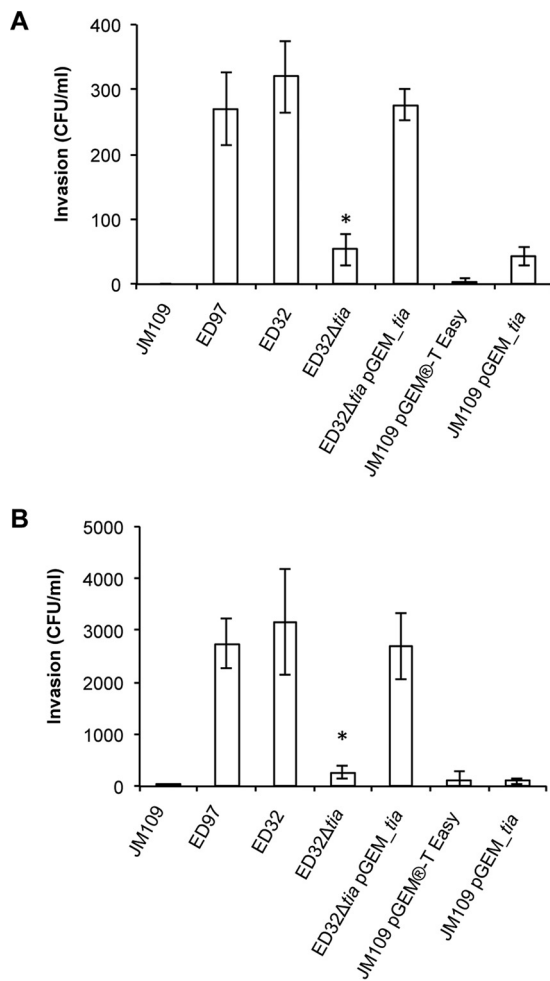 A
Invasion (CFU/ml)
400
300
200
100
0
*
JM109
ED97
ED32
ED32Δtia
ED32Δtia pGEM_tia
JM109 pGEM®-T Easy
JM109 pGEM_tia
B
Invasion (CFU/ml)
5000
4000
3000
2000
1000
0
*
JM109
ED97
ED32
ED32Δtia
ED32Δtia pGEM_tia
JM109 pGEM®-T Easy
JM109 pGEM_tia